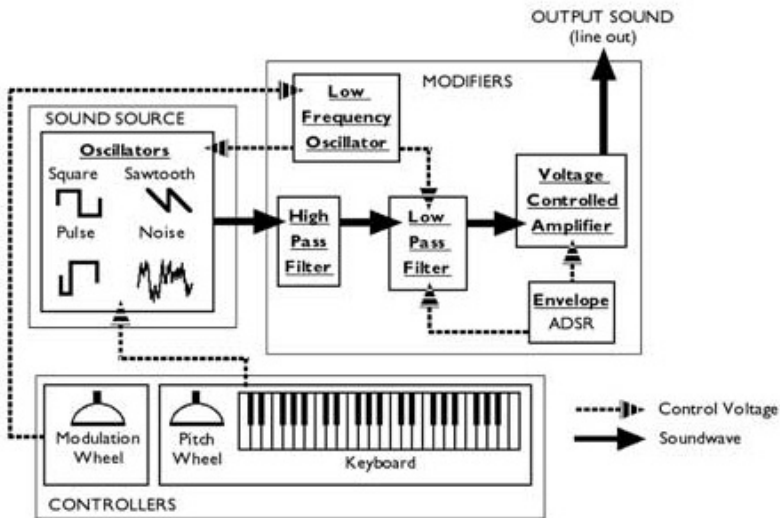 OUTPUT SOUND
(line out)
MODIFIERS
Low
Frequency
Oscillator
SOUND SOURCE
Oscillators
Square
Sawtooth
Pulse
Noise
High
Pass
Filter
Low
Pass
Filter
Voltage
Controlled
Amplifier
Envelope
ADSR
Modulation
Wheel
Pitch
Wheel
Keyboard
CONTROLLERS
Control Voltage
Soundwave